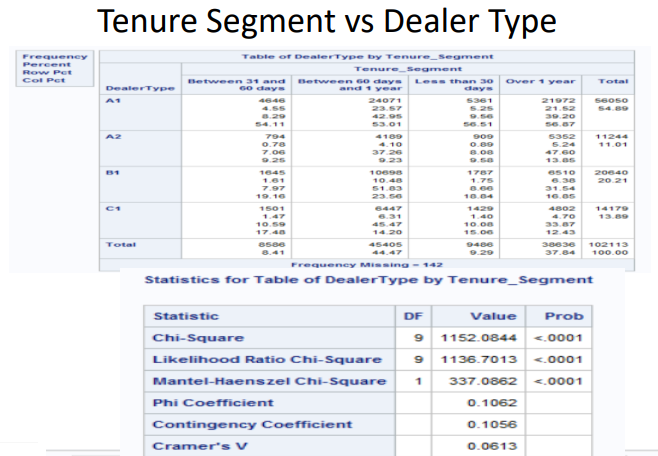 Tenure Segment vs Dealer Type
Frequency
Percent
Row Pct
Col Pct
Table of DealerType by Tenure_Segment
Tenure_Segment
DealerType Between 31 and 60 days Between 60 days and 1 year Less than 30 days Over 1 year Total
A1 4646 24071 5361 21972 56050
4.55 23.57 5.25 21.52 54.89
8.29 42.95 9.56 39.20
54.11 53.01 56.51 56.87
A2 794 4189 909 5352 11244
0.78 4.10 0.89 5.24 11.01
7.06 37.26 8.08 47.60
9.25 9.23 9.58 13.85
B1 1645 10698 1787 6510 20640
1.61 10.48 1.75 6.38 20.21
7.97 51.83 8.66 31.54
19.16 23.56 18.84 16.85
C1 1501 6447 1429 4802 14179
1.47 6.31 1.40 4.70 13.89
10.59 45.47 10.08 33.87
17.48 14.20 15.06 12.43
Total 8586 45405 9486 38636 102113
8.41 44.47 9.29 37.84 100.00
Frequency Missing = 142
Statistics for Table of DealerType by Tenure_Segment
Statistic DF Value Prob
Chi-Square 9 1152.0844 <.0001
Likelihood Ratio Chi-Square 9 1136.7013 <.0001
Mantel-Haenszel Chi-Square 1 337.0862 <.0001
Phi Coefficient 0.1062
Contingency Coefficient 0.1056
Cramer's V 0.0613